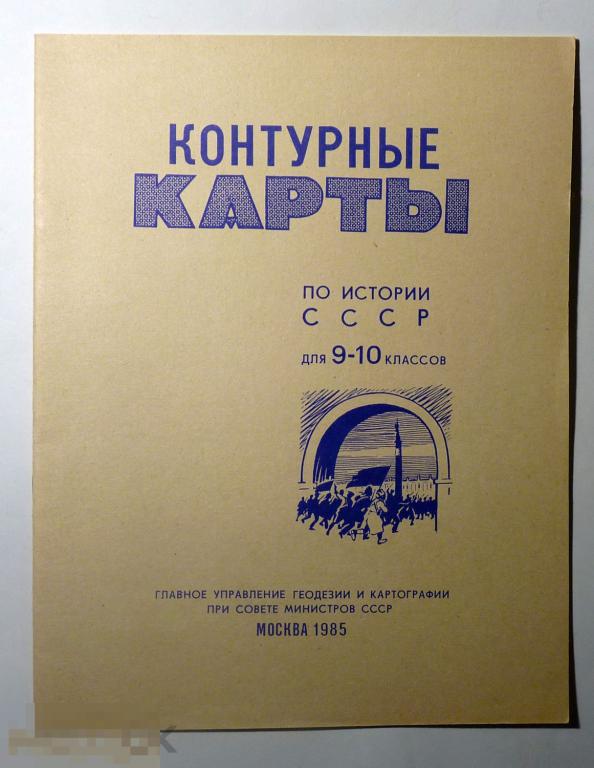 КОНТУРНЫЕ
КАРТЫ
ПО ИСТОРИИ
СССР
ДЛЯ 9-10 КЛАССОВ
ГЛАВНОЕ УПРАВЛЕНИЕ ГЕОДЕЗИИ И КАРТОГРАФИИ
ПРИ СОВЕТЕ МИНИСТРОВ СССР
МОСКВА 1985